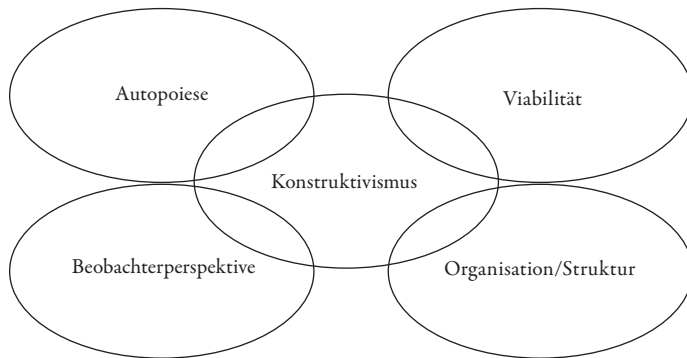 Autopoiese
Viabilität
Konstruktivismus
Beobachterperspektive
Organisation/Struktur